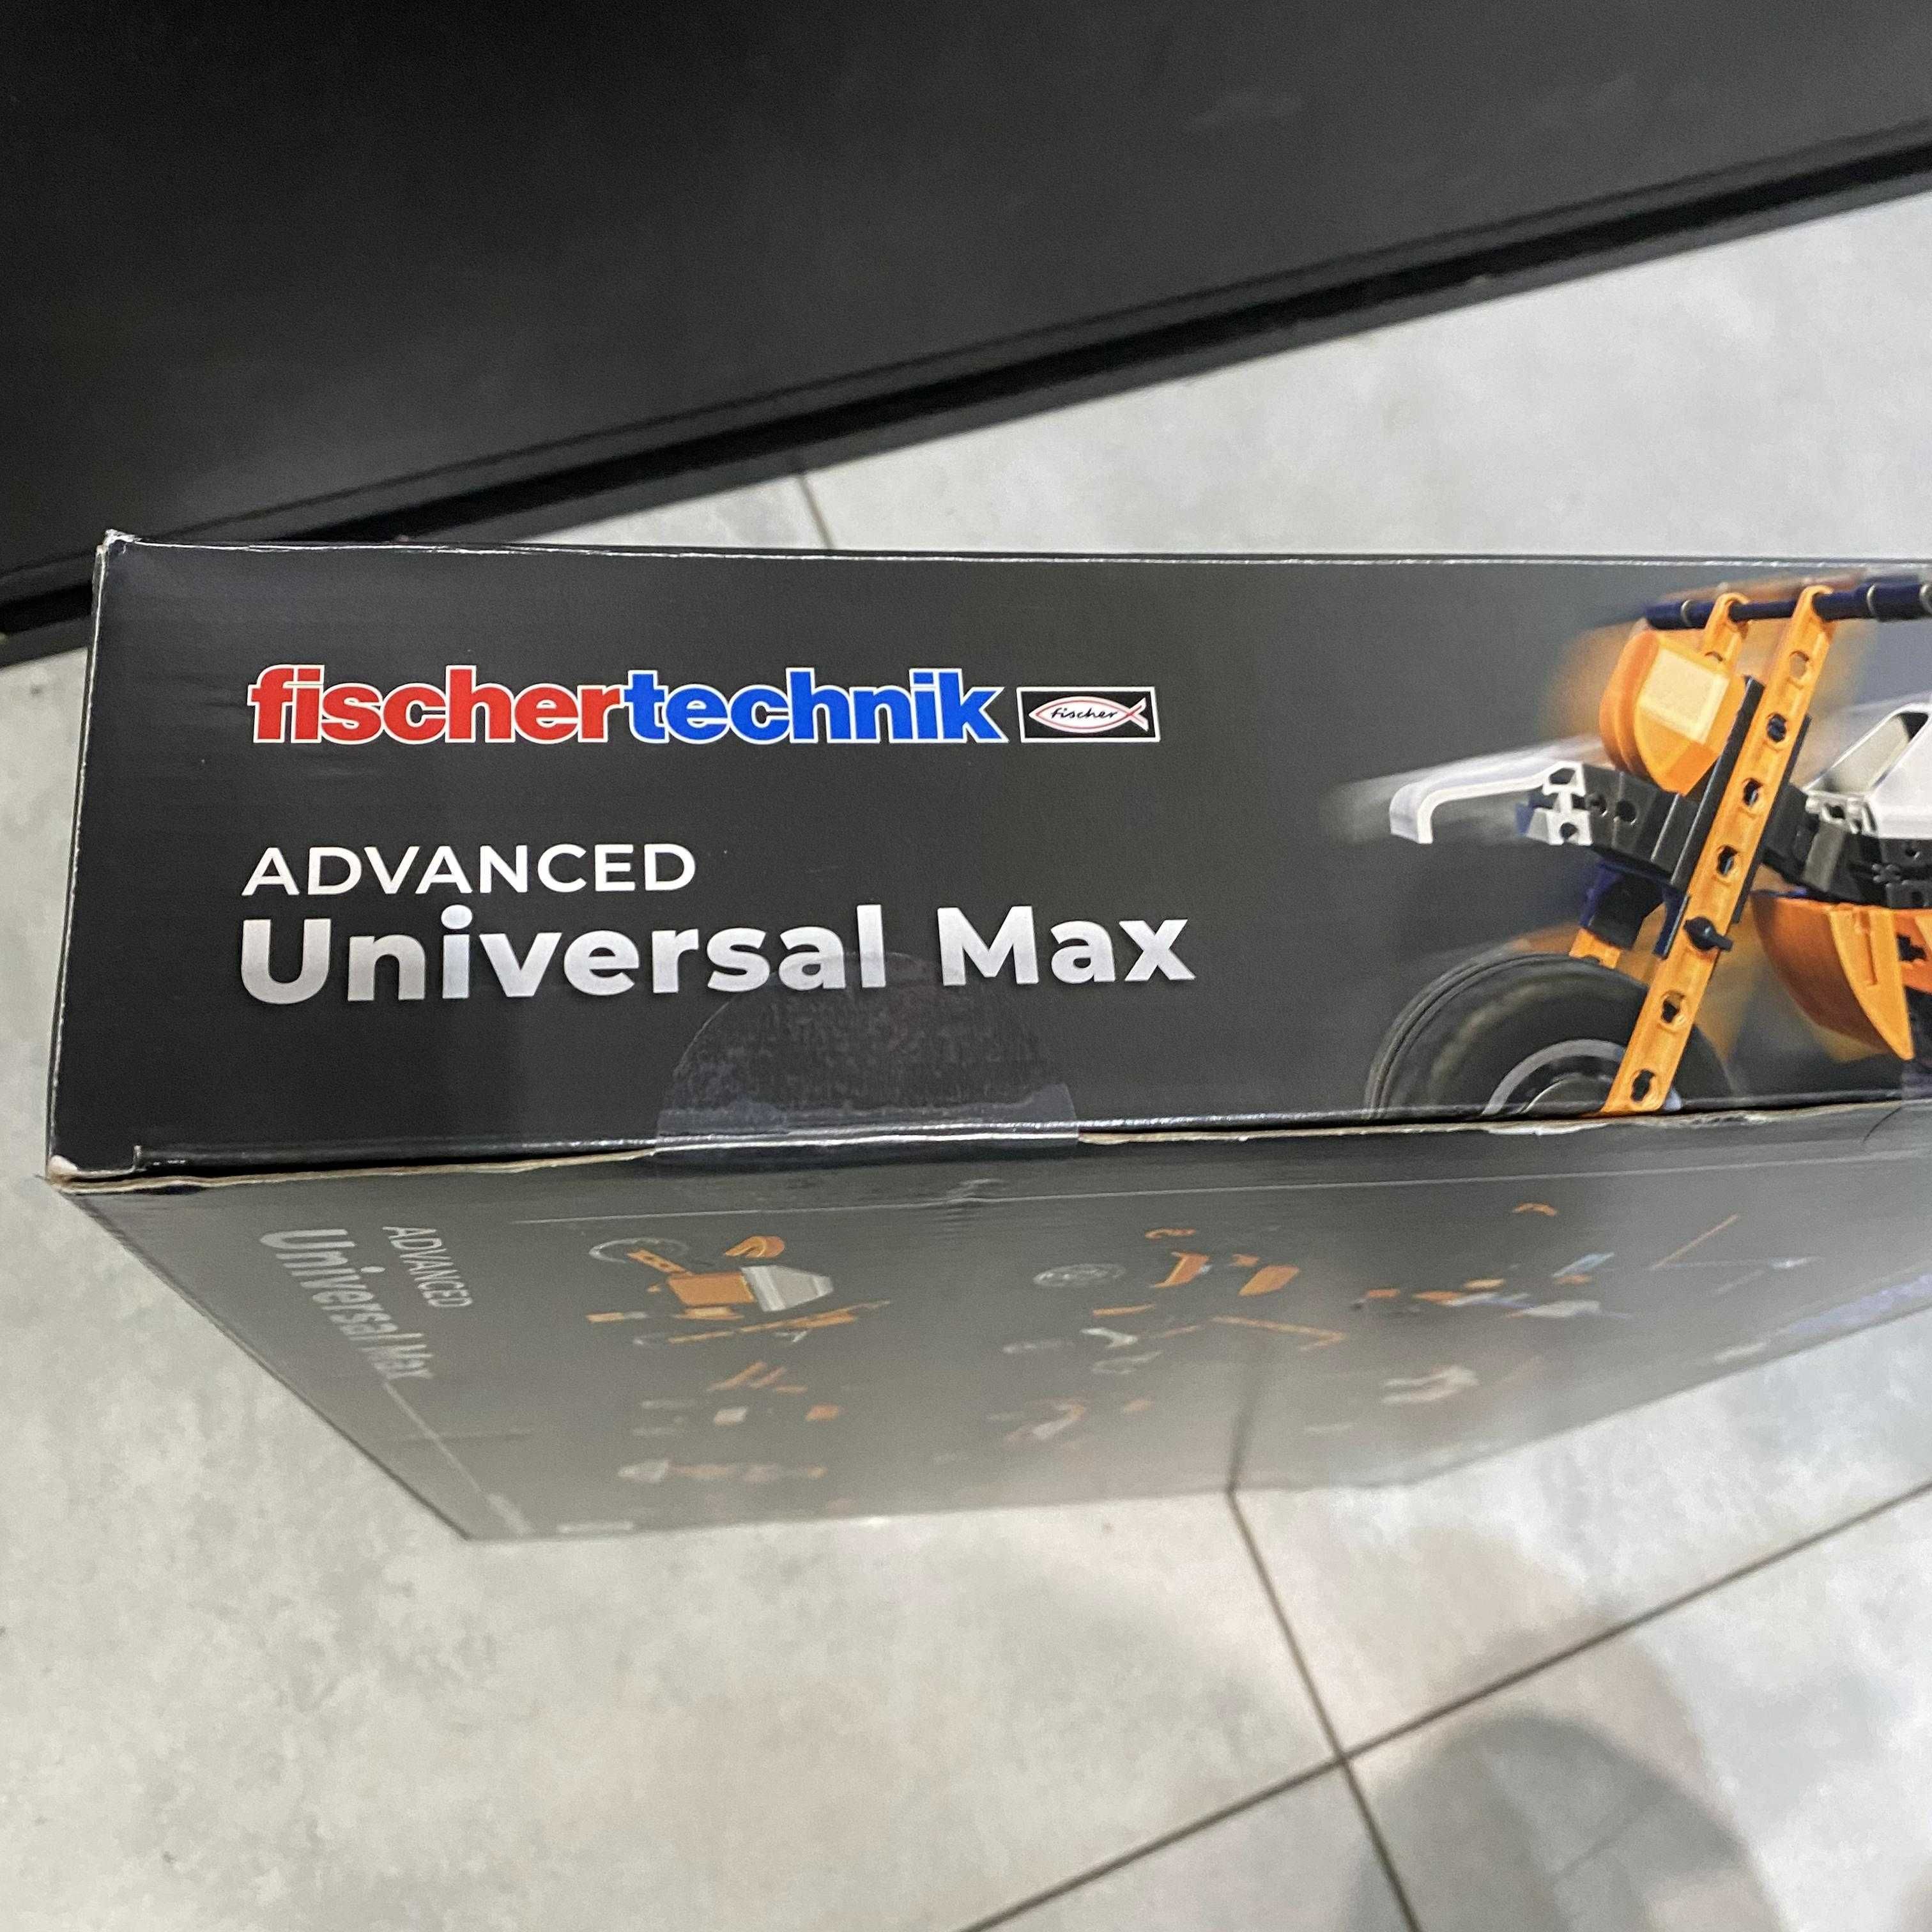 fischertechnik fischer
ADVANCED
Universal Max
ADVANCED
Universal Max